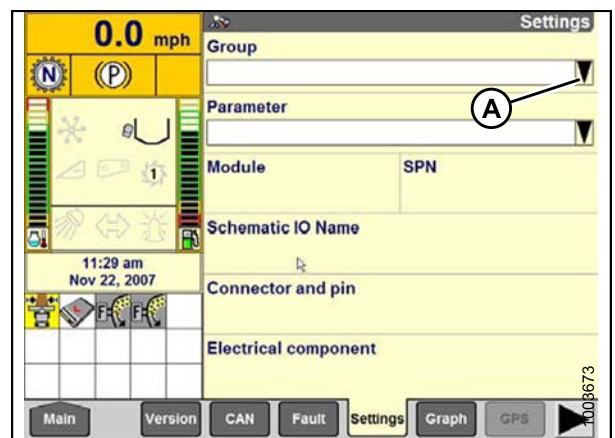 0.0 mph
N (P)
1
11:29 am
Nov 22, 2007
L F F
Settings
Group
A
Parameter
Module SPN
Schematic IO Name
Connector and pin
Electrical component
Main Version CAN Fault Settings Graph GPS
1003673